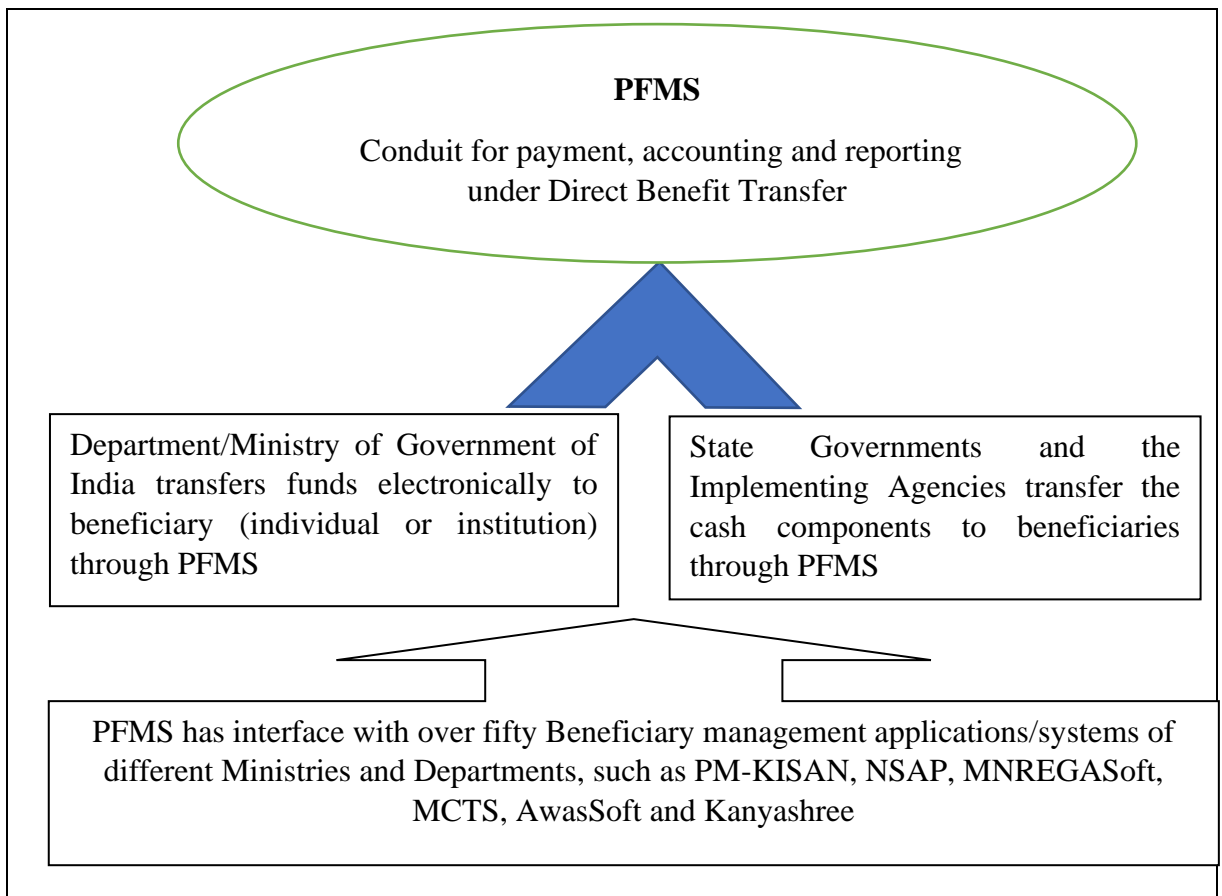 PFMS
Conduit for payment, accounting and reporting
under Direct Benefit Transfer
Department/Ministry of Government of
India transfers funds electronically to
beneficiary (individual or institution)
through PFMS
State Governments and the
Implementing Agencies transfer the
cash components to beneficiaries
through PFMS
PFMS has interface with over fifty Beneficiary management applications/systems of
different Ministries and Departments, such as PM-KISAN, NSAP, MNREGASoft,
MCTS, AwasSoft and Kanyashree